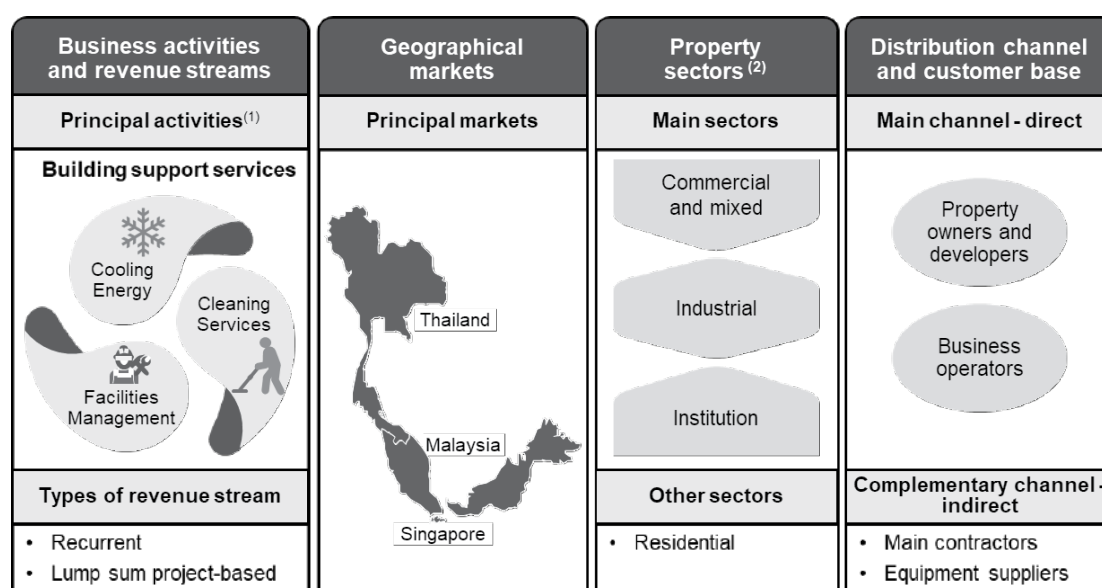 Business activities
and revenue streams
Principal activities(1)
Building support services
Cooling
Energy
Cleaning
Services
Facilities
Management
Types of revenue stream
• Recurrent
• Lump sum project-based
Geographical
markets
Principal markets
Thailand
Malaysia
Singapore
Property
sectors (2)
Main sectors
Commercial
and mixed
Industrial
Institution
Other sectors
• Residential
Distribution channel
and customer base
Main channel - direct
Property
owners and
developers
Business
operators
Complementary channel -
indirect
• Main contractors
• Equipment suppliers